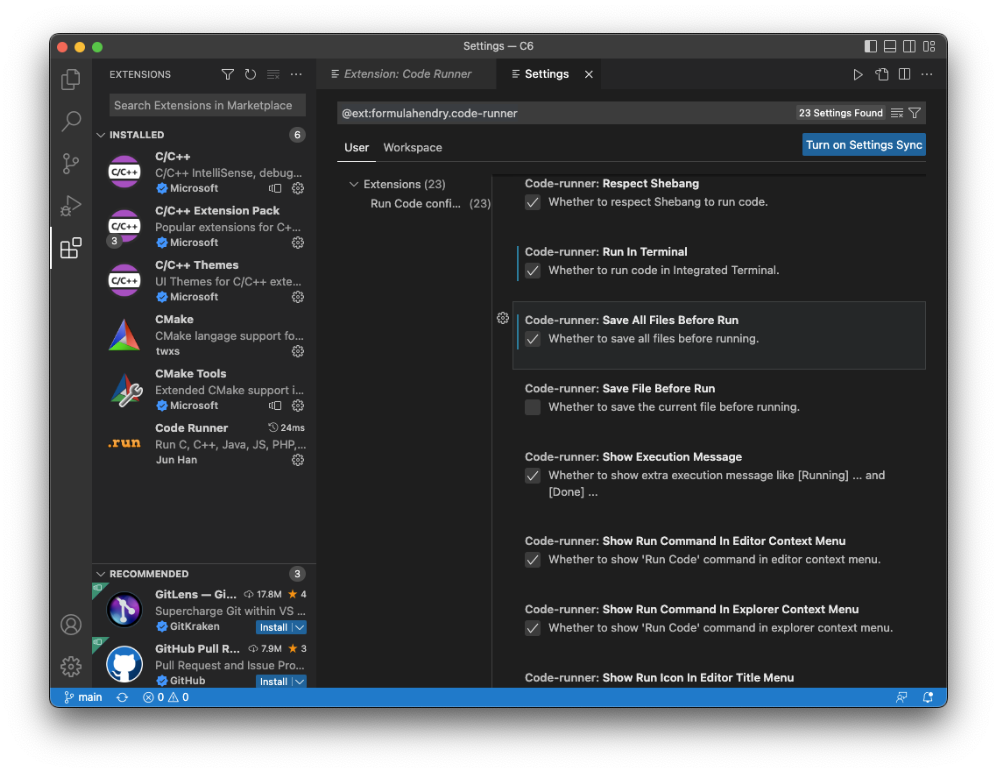 Settings — C6
EXTENSIONS
Search Extensions in Marketplace
INSTALLED 6
C/C++
C/C++
C/C++ IntelliSense, debug...
Microsoft
C/C++
3
C/C++ Extension Pack
Popular extensions for C+...
Microsoft
C/C++
C/C++ Themes
UI Themes for C/C++ exte...
Microsoft
CMake
CMake langage support fo...
twxs
CMake Tools
Extended CMake support i...
Microsoft
.run
Code Runner 24ms
Run C, C++, Java, JS, PHP,...
Jun Han
RECOMMENDED 3
GitLens — Gi... 17.8M ★ 4
Supercharge Git within VS ...
GitKraken Install
GitHub Pull R... 7.9M ★ 3
Pull Request and Issue Pro...
GitHub Install
Extension: Code Runner
Settings
@ext:formulahendry.code-runner 23 Settings Found
User Workspace Turn on Settings Sync
Extensions (23)
Run Code confi... (23)
Code-runner: Respect Shebang
Whether to respect Shebang to run code.
Code-runner: Run In Terminal
Whether to run code in Integrated Terminal.
Code-runner: Save All Files Before Run
Whether to save all files before running.
Code-runner: Save File Before Run
Whether to save the current file before running.
Code-runner: Show Execution Message
Whether to show extra execution message like [Running] ... and
[Done] ...
Code-runner: Show Run Command In Editor Context Menu
Whether to show 'Run Code' command in editor context menu.
Code-runner: Show Run Command In Explorer Context Menu
Whether to show 'Run Code' command in explorer context menu.
Code-runner: Show Run Icon In Editor Title Menu
main 0 0